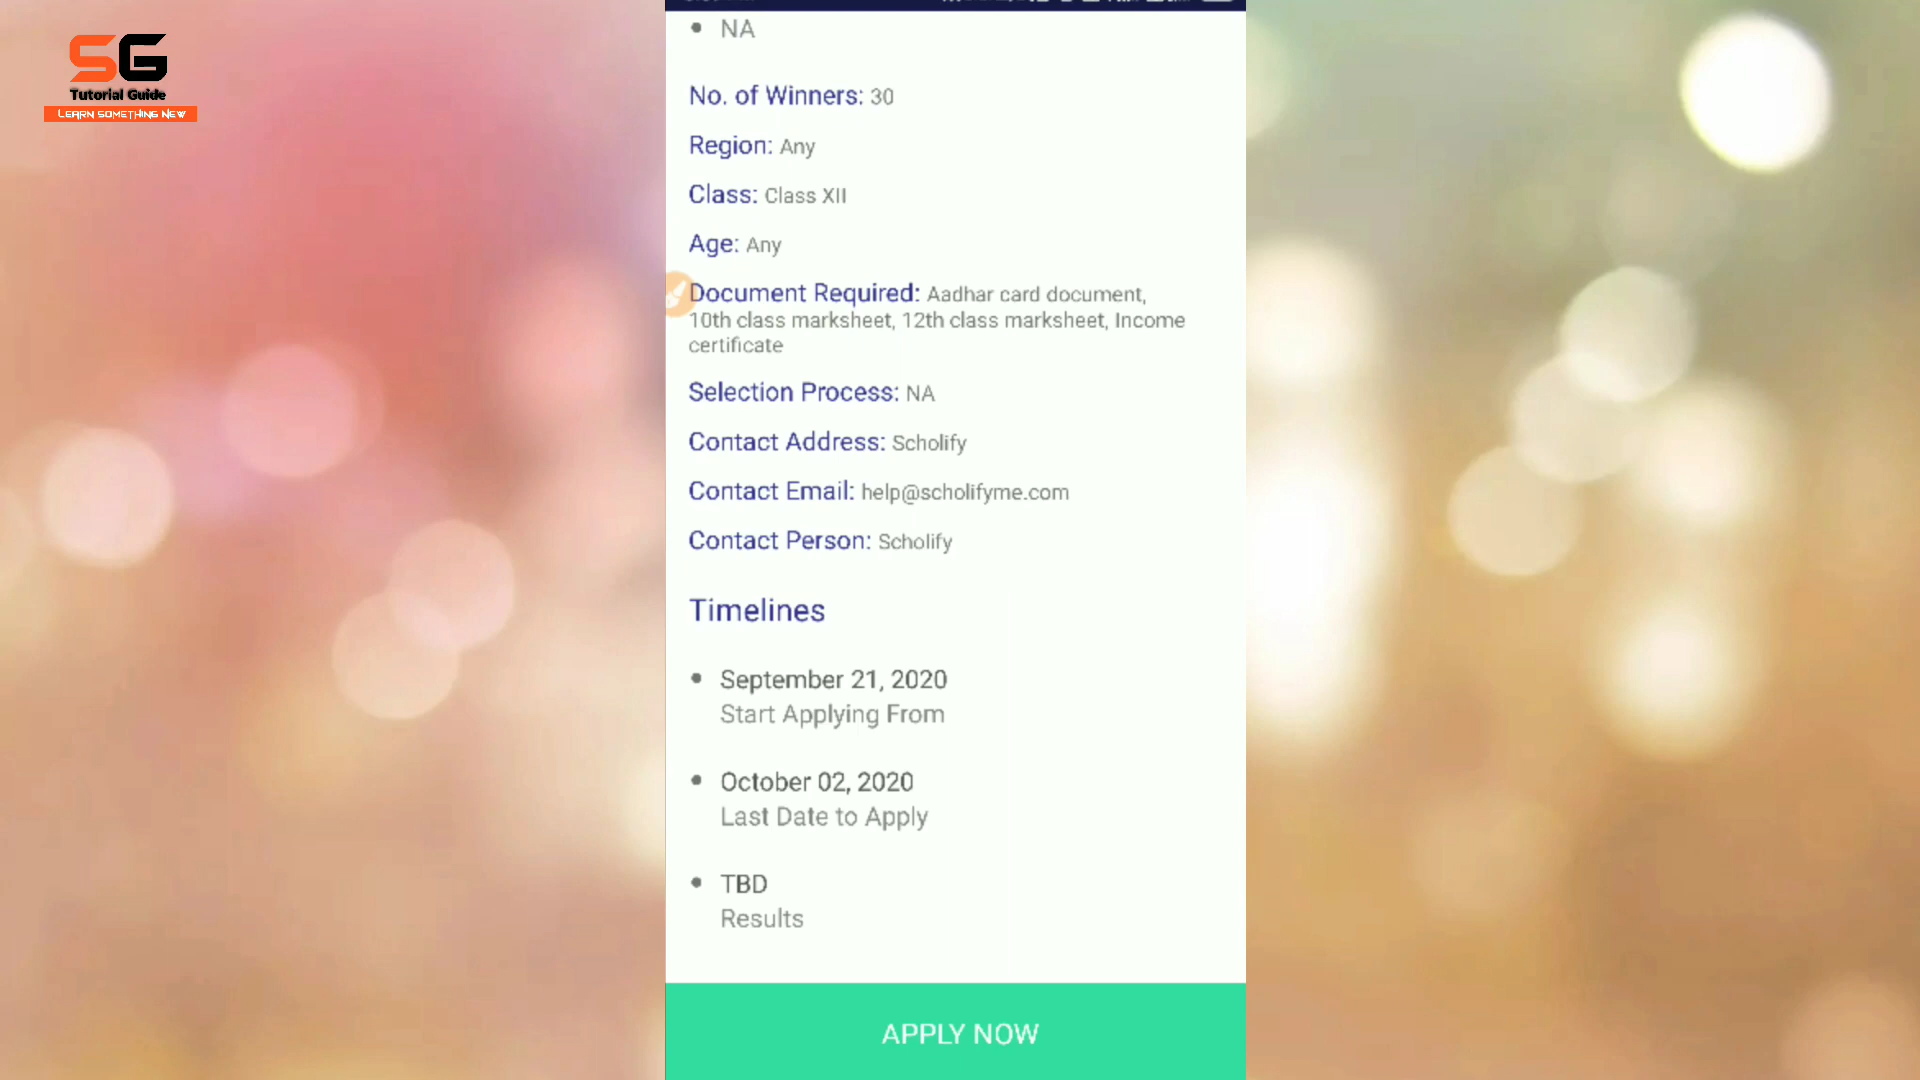 SG
Tutorial Guide
LEARN SOMETHING NEW
• NA
No. of Winners: 30
Region: Any
Class: Class XII
Age: Any
Document Required: Aadhar card document,
10th class marksheet, 12th class marksheet, Income
certificate
Selection Process: NA
Contact Address: Scholify
Contact Email: help@scholifyme.com
Contact Person: Scholify
Timelines
• September 21, 2020
Start Applying From
• October 02, 2020
Last Date to Apply
• TBD
Results
APPLY NOW